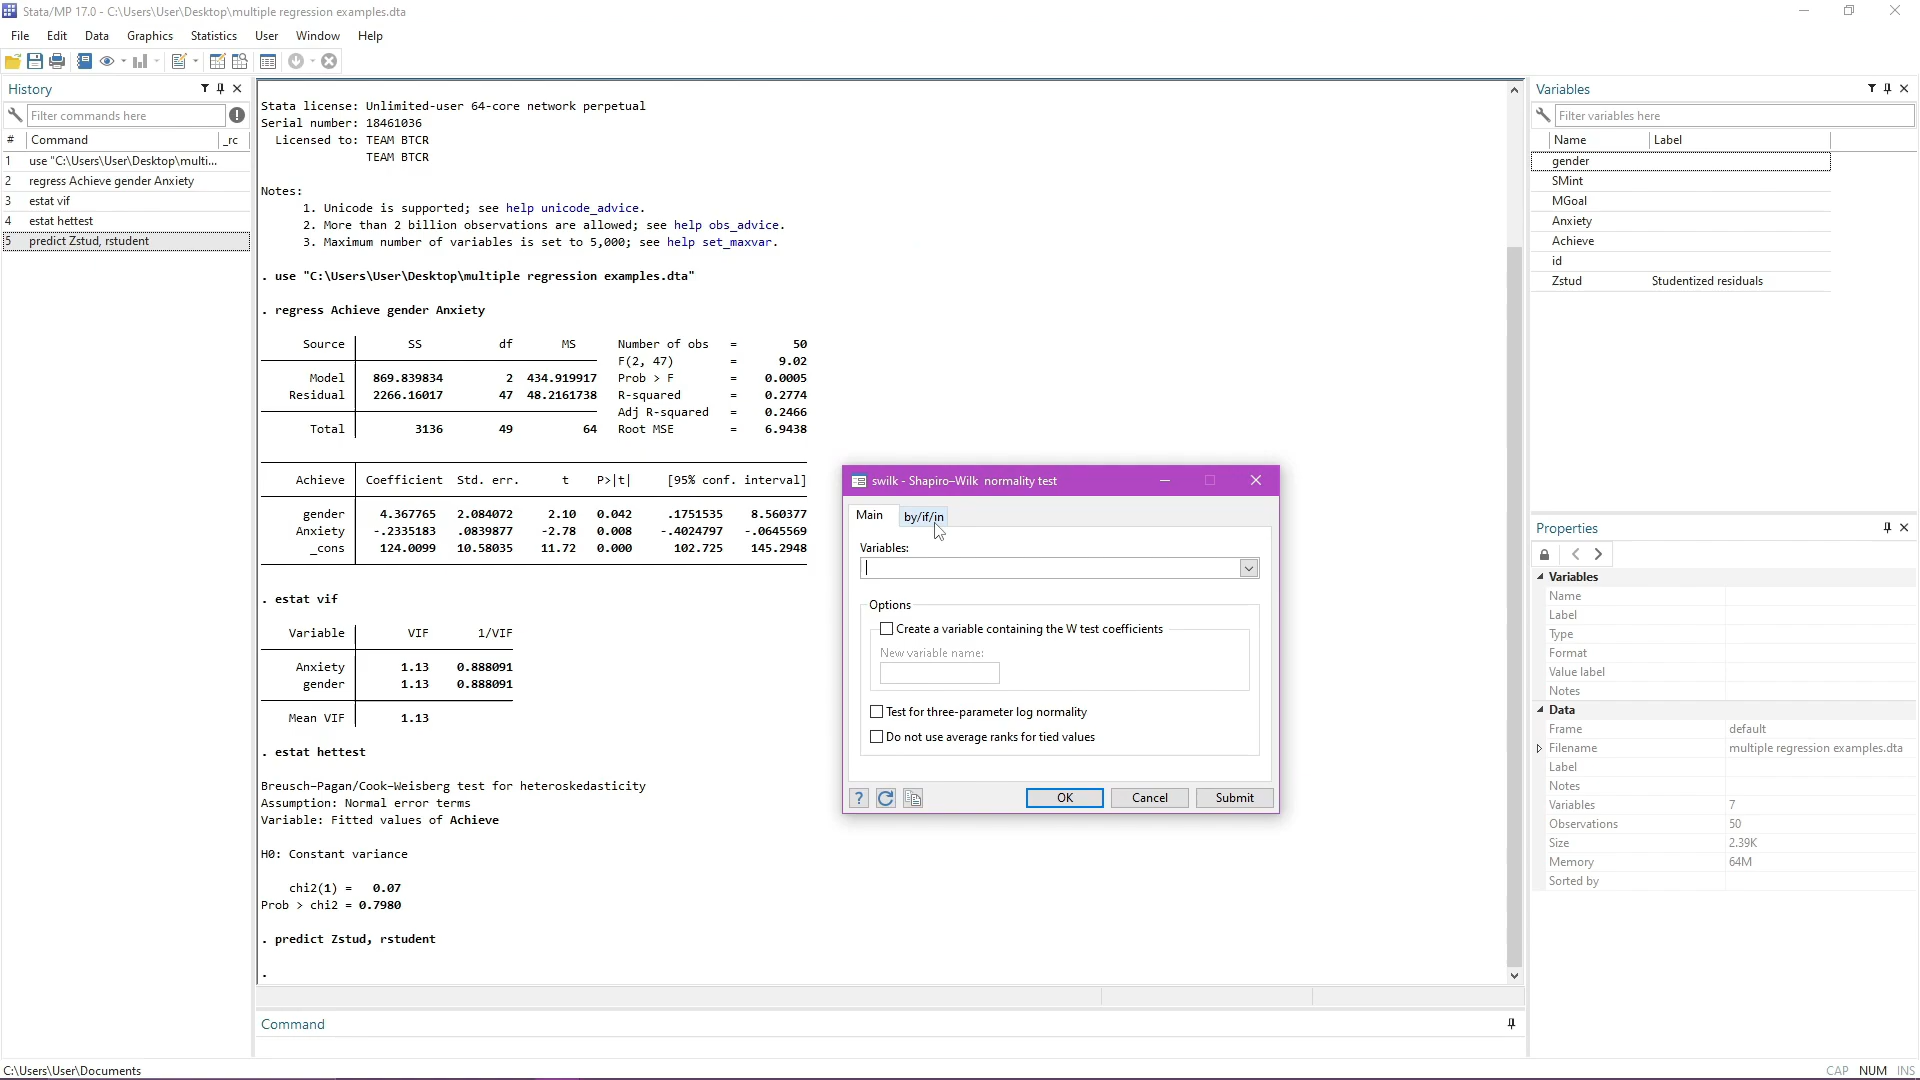 Stata/MP 17.0 - C:\Users\User\Desktop\multiple regression examples.dta
File Edit Data Graphics Statistics User Window Help
History
Filter commands here
# Command _rc
1 use "C:\Users\User\Desktop\multi...
2 regress Achieve gender Anxiety
3 estat vif
4 estat hettest
5 predict Zstud, rstudent
Stata license: Unlimited-user 64-core network perpetual
Serial number: 18461036
Licensed to: TEAM BTCR
TEAM BTCR
Notes:
1. Unicode is supported; see help unicode_advice.
2. More than 2 billion observations are allowed; see help obs_advice.
3. Maximum number of variables is set to 5,000; see help set_maxvar.
. use "C:\Users\User\Desktop\multiple regression examples.dta"
. regress Achieve gender Anxiety
Source SS df MS Number of obs = 50
F(2, 47) = 9.02
Model 869.839834 2 434.919917 Prob > F = 0.0005
Residual 2266.16017 47 48.2161738 R-squared = 0.2774
Adj R-squared = 0.2466
Total 3136 49 64 Root MSE = 6.9438
Achieve Coefficient Std. err. t P>|t| [95% conf. interval]
gender 4.367765 2.084072 2.10 0.042 .1751535 8.560377
Anxiety -.2335183 .0839877 -2.78 0.008 -.4024797 -.0645569
_cons 124.0099 10.58035 11.72 0.000 102.725 145.2948
. estat vif
Variable VIF 1/VIF
Anxiety 1.13 0.888091
gender 1.13 0.888091
Mean VIF 1.13
. estat hettest
Breusch–Pagan/Cook–Weisberg test for heteroskedasticity
Assumption: Normal error terms
Variable: Fitted values of Achieve
H0: Constant variance
chi2(1) = 0.07
Prob > chi2 = 0.7980
. predict Zstud, rstudent
.
Command
swilk - Shapiro–Wilk normality test
Main by/if/in
Variables:
Options
Create a variable containing the W test coefficients
New variable name:
Test for three-parameter log normality
Do not use average ranks for tied values
? OK Cancel Submit
Variables
Filter variables here
Name Label
gender
SMint
MGoal
Anxiety
Achieve
id
Zstud Studentized residuals
Properties
Variables
Name
Label
Type
Format
Value label
Notes
Data
Frame default
Filename multiple regression examples.dta
Label
Notes
Variables 7
Observations 50
Size 2.39K
Memory 64M
Sorted by
C:\Users\User\Documents
CAP NUM INS